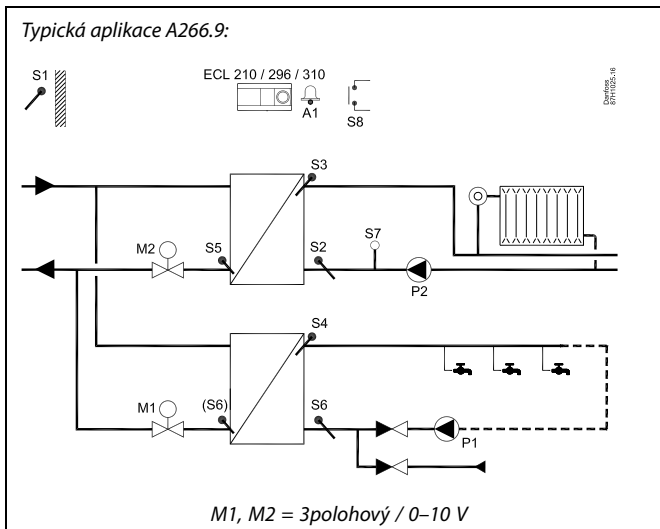 Typická aplikace A266.9:
S1
ECL 210 / 296 / 310
A1
S8
Danfoss
87H1025.16
S3
M2
S5
S2
S7
P2
S4
M1
(S6)
S6
P1
M1, M2 = 3polohový / 0–10 V